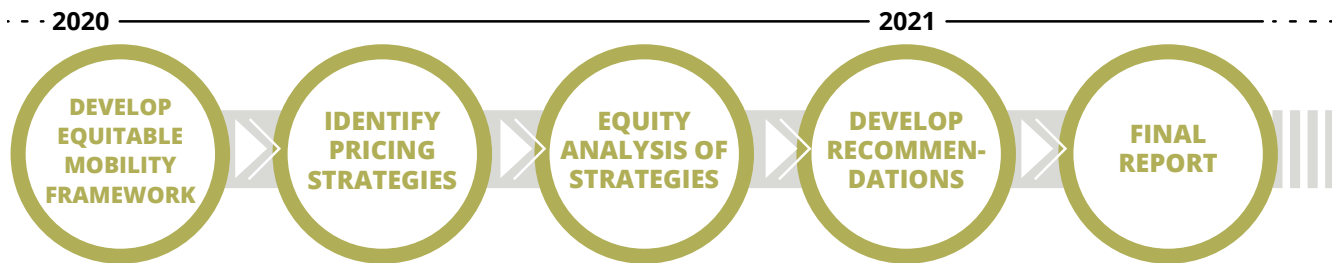 2020
2021
DEVELOP
EQUITABLE
MOBILITY
FRAMEWORK
IDENTIFY
PRICING
STRATEGIES
EQUITY
ANALYSIS OF
STRATEGIES
DEVELOP
RECOMMEN-
DATIONS
FINAL
REPORT